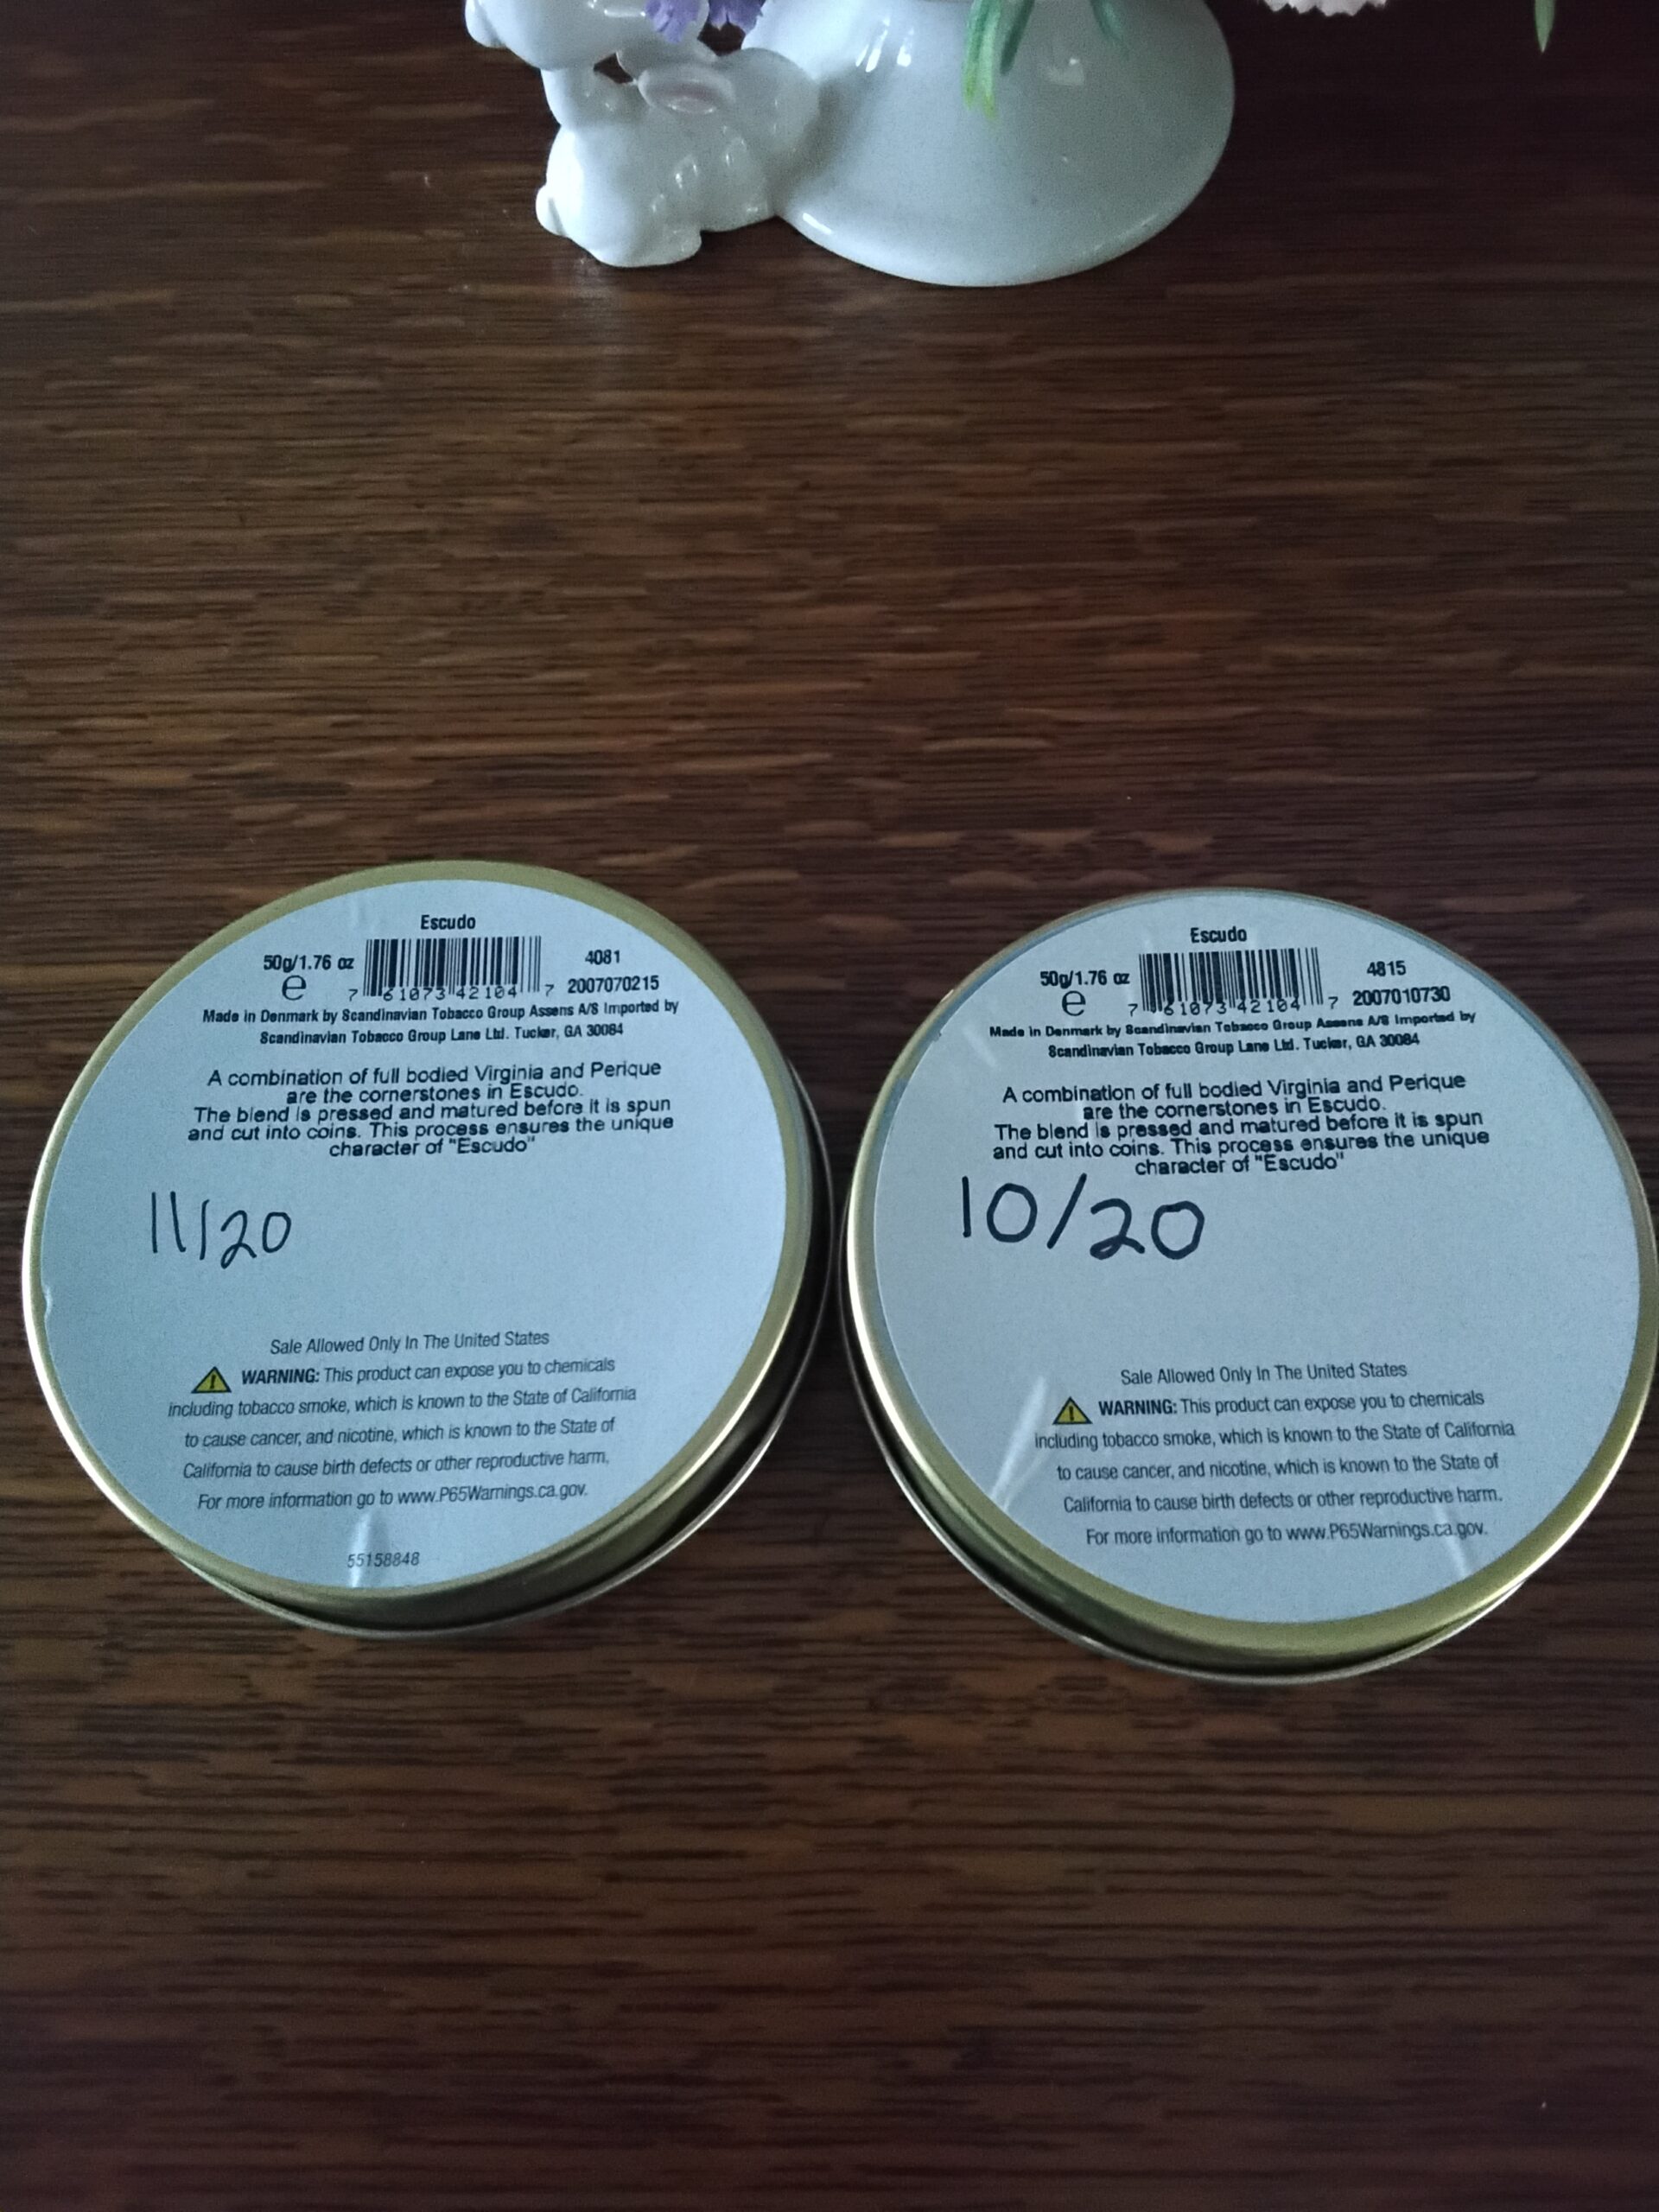 Escudo
50g/1.76 oz
e
7 61073 42104 7
4081
2007070215
Made in Denmark by Scandinavian Tobacco Group Assens A/S Imported by
Scandinavian Tobacco Group Lane Ltd. Tucker, GA 30084
A combination of full bodied Virginia and Perique
are the cornerstones in Escudo.
The blend is pressed and matured before it is spun
and cut into coins. This process ensures the unique
character of "Escudo"
11/20
Sale Allowed Only In The United States
WARNING: This product can expose you to chemicals
including tobacco smoke, which is known to the State of California
to cause cancer, and nicotine, which is known to the State of
California to cause birth defects or other reproductive harm.
For more information go to www.P65Warnings.ca.gov.
55158848
Escudo
50g/1.76 oz
e
7 61073 42104 7
4815
2007010730
Made in Denmark by Scandinavian Tobacco Group Assens A/S Imported by
Scandinavian Tobacco Group Lane Ltd. Tucker, GA 30084
A combination of full bodied Virginia and Perique
are the cornerstones in Escudo.
The blend is pressed and matured before it is spun
and cut into coins. This process ensures the unique
character of "Escudo"
10/20
Sale Allowed Only In The United States
WARNING: This product can expose you to chemicals
including tobacco smoke, which is known to the State of California
to cause cancer, and nicotine, which is known to the State of
California to cause birth defects or other reproductive harm.
For more information go to www.P65Warnings.ca.gov.